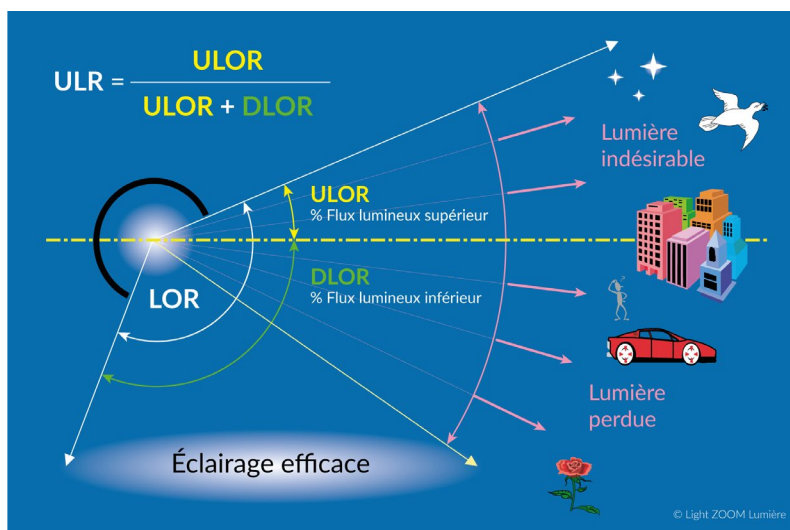 ULR = ULOR
ULOR + DLOR
Lumière
indésirable
ULOR
% Flux lumineux supérieur
DLOR
% Flux lumineux inférieur
LOR
Lumière
perdue
Éclairage efficace
© Light ZOOM Lumière